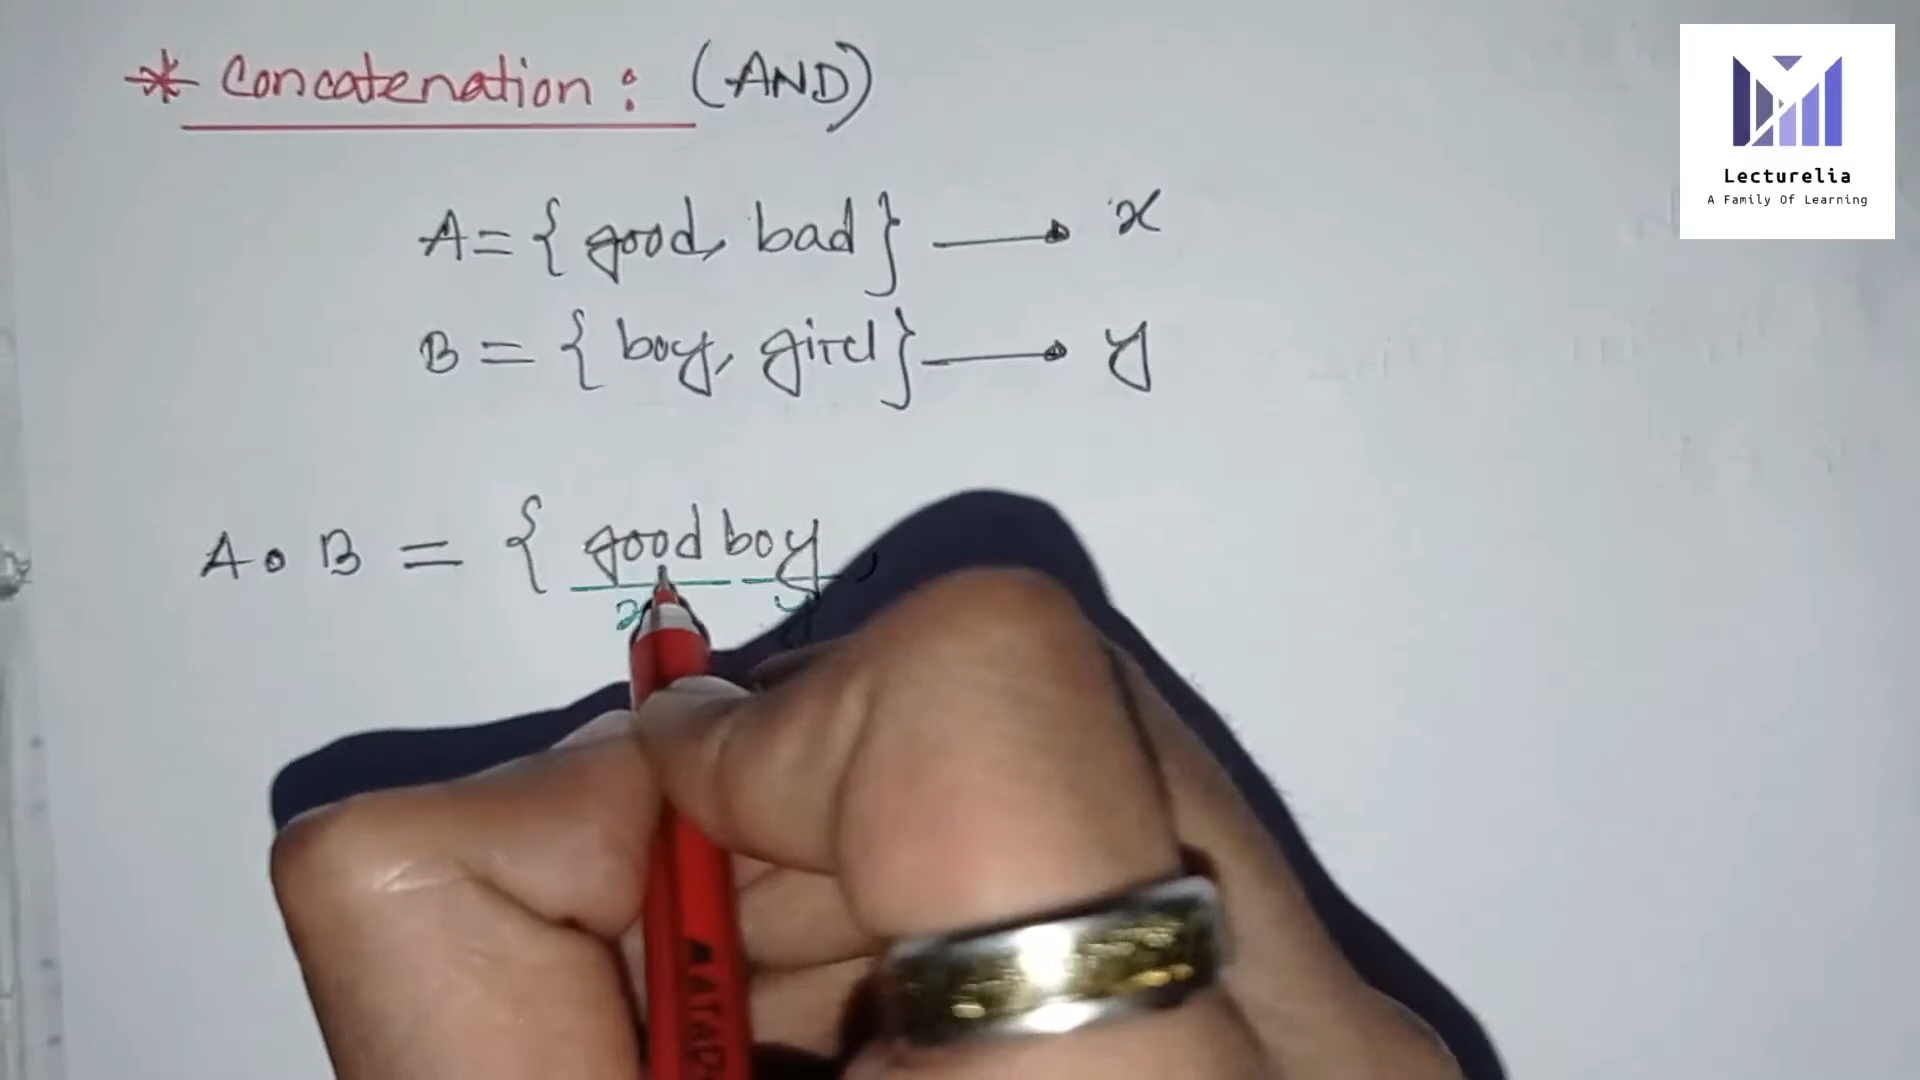 * Concatenation : (AND)
A = { good, bad } → x
B = { boy, girl } → y
A ∘ B = { good boy ,
y
Lecturelia
A Family Of Learning